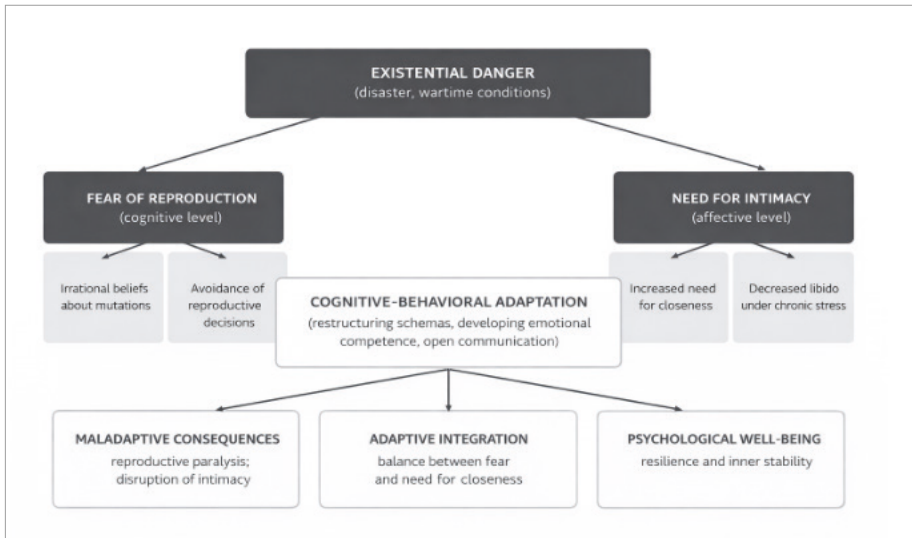 EXISTENTIAL DANGER
(disaster, wartime conditions)
FEAR OF REPRODUCTION
(cognitive level)
NEED FOR INTIMACY
(affective level)
Irrational beliefs
about mutations
Avoidance of
reproductive
decisions
COGNITIVE-BEHAVIORAL ADAPTATION
(restructuring schemas, developing emotional
competence, open communication)
Increased need
for closeness
Decreased libido
under chronic stress
MALADAPTIVE CONSEQUENCES
reproductive paralysis;
disruption of intimacy
ADAPTIVE INTEGRATION
balance between fear
and need for closeness
PSYCHOLOGICAL WELL-BEING
resilience and inner stability